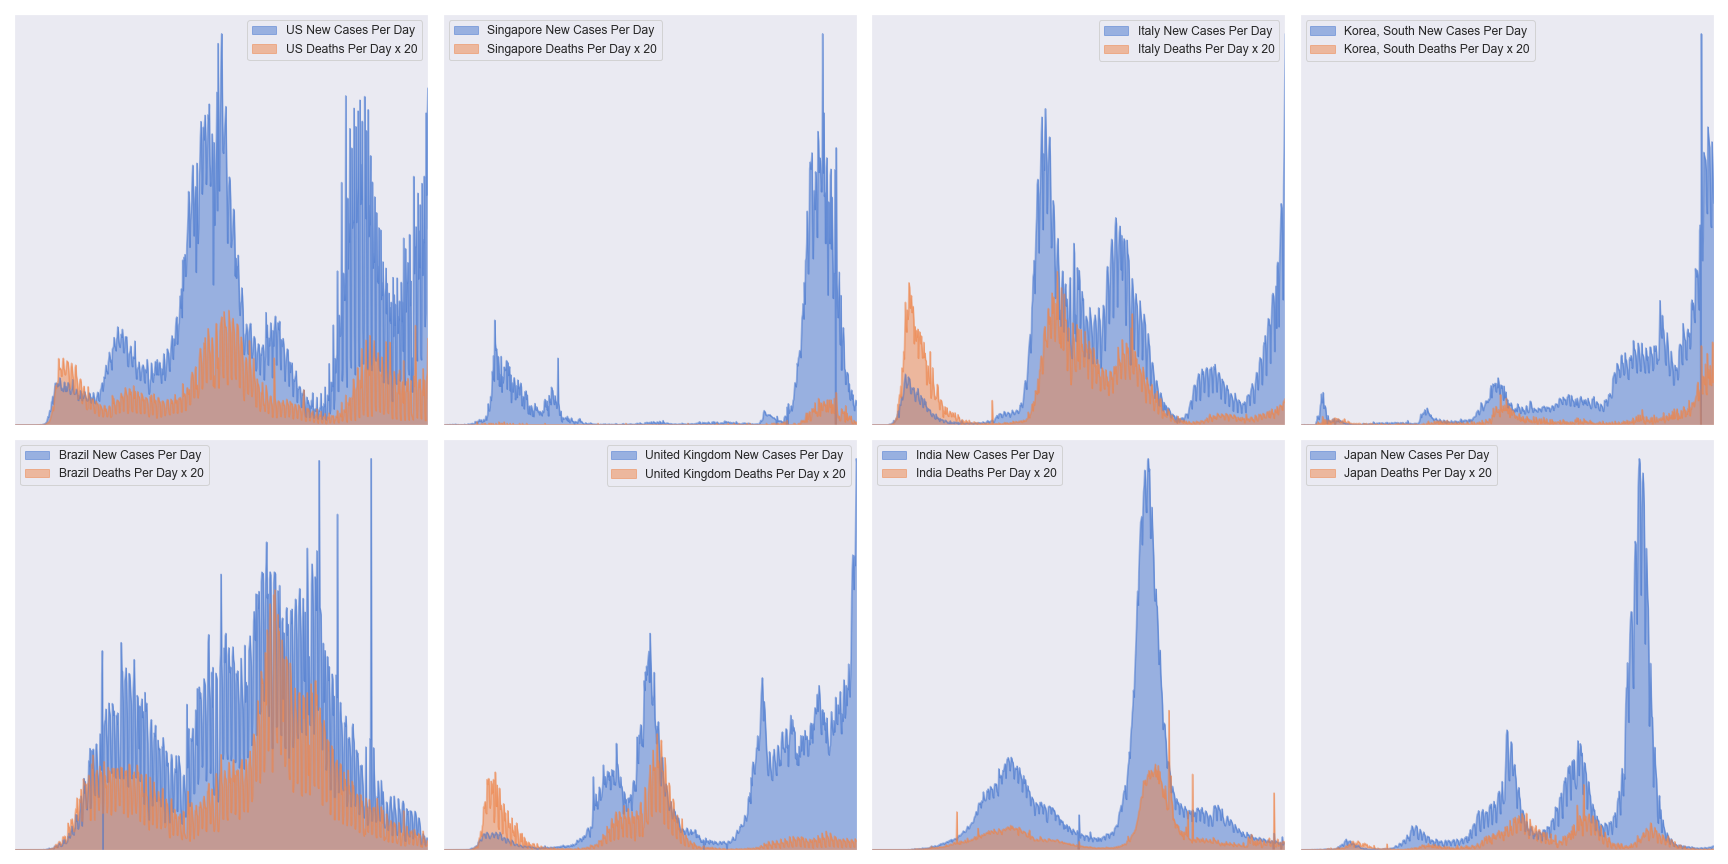 US New Cases Per Day
US Deaths Per Day x 20
Singapore New Cases Per Day
Singapore Deaths Per Day x 20
Italy New Cases Per Day
Italy Deaths Per Day x 20
Korea, South New Cases Per Day
Korea, South Deaths Per Day x 20
Brazil New Cases Per Day
Brazil Deaths Per Day x 20
United Kingdom New Cases Per Day
United Kingdom Deaths Per Day x 20
India New Cases Per Day
India Deaths Per Day x 20
Japan New Cases Per Day
Japan Deaths Per Day x 20